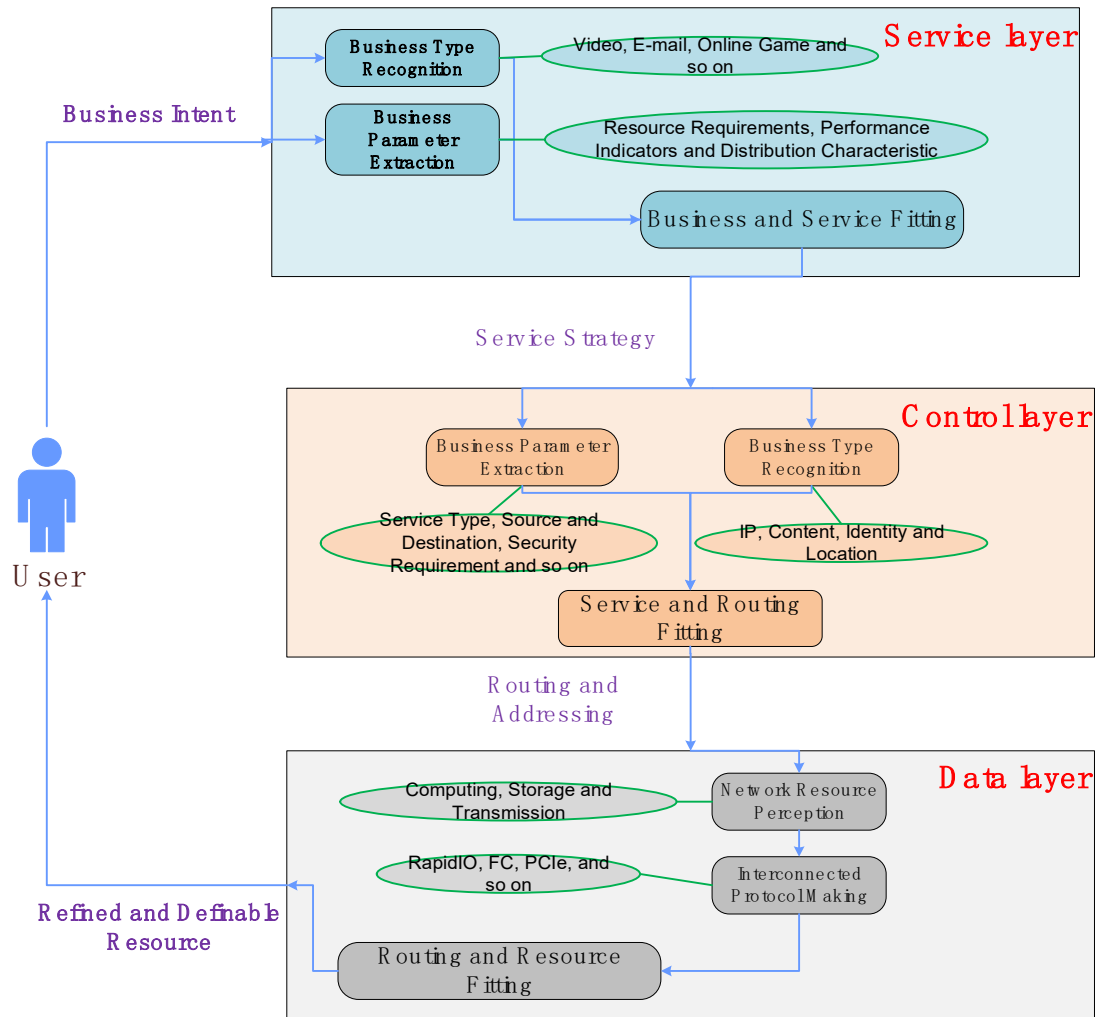 Service layer
Business Type
Recognition
Video, E-mail, Online Game and
so on
Business Intent
Business
Parameter
Extraction
Resource Requirements, Performance
Indicators and Distribution Characteristic
Business and Service Fitting
Service Strategy
Control layer
Business Parameter
Extraction
Business Type
Recognition
Service Type, Source and
Destination, Security
Requirement and so on
IP, Content, Identity and
Location
User
Service and Routing
Fitting
Routing and
Addressing
Data layer
Computing, Storage and
Transmission
Network Resource
Perception
RapidIO, FC, PCIe, and
so on
Interconnected
Protocol Making
Refined and Definable
Resource
Routing and Resource
Fitting